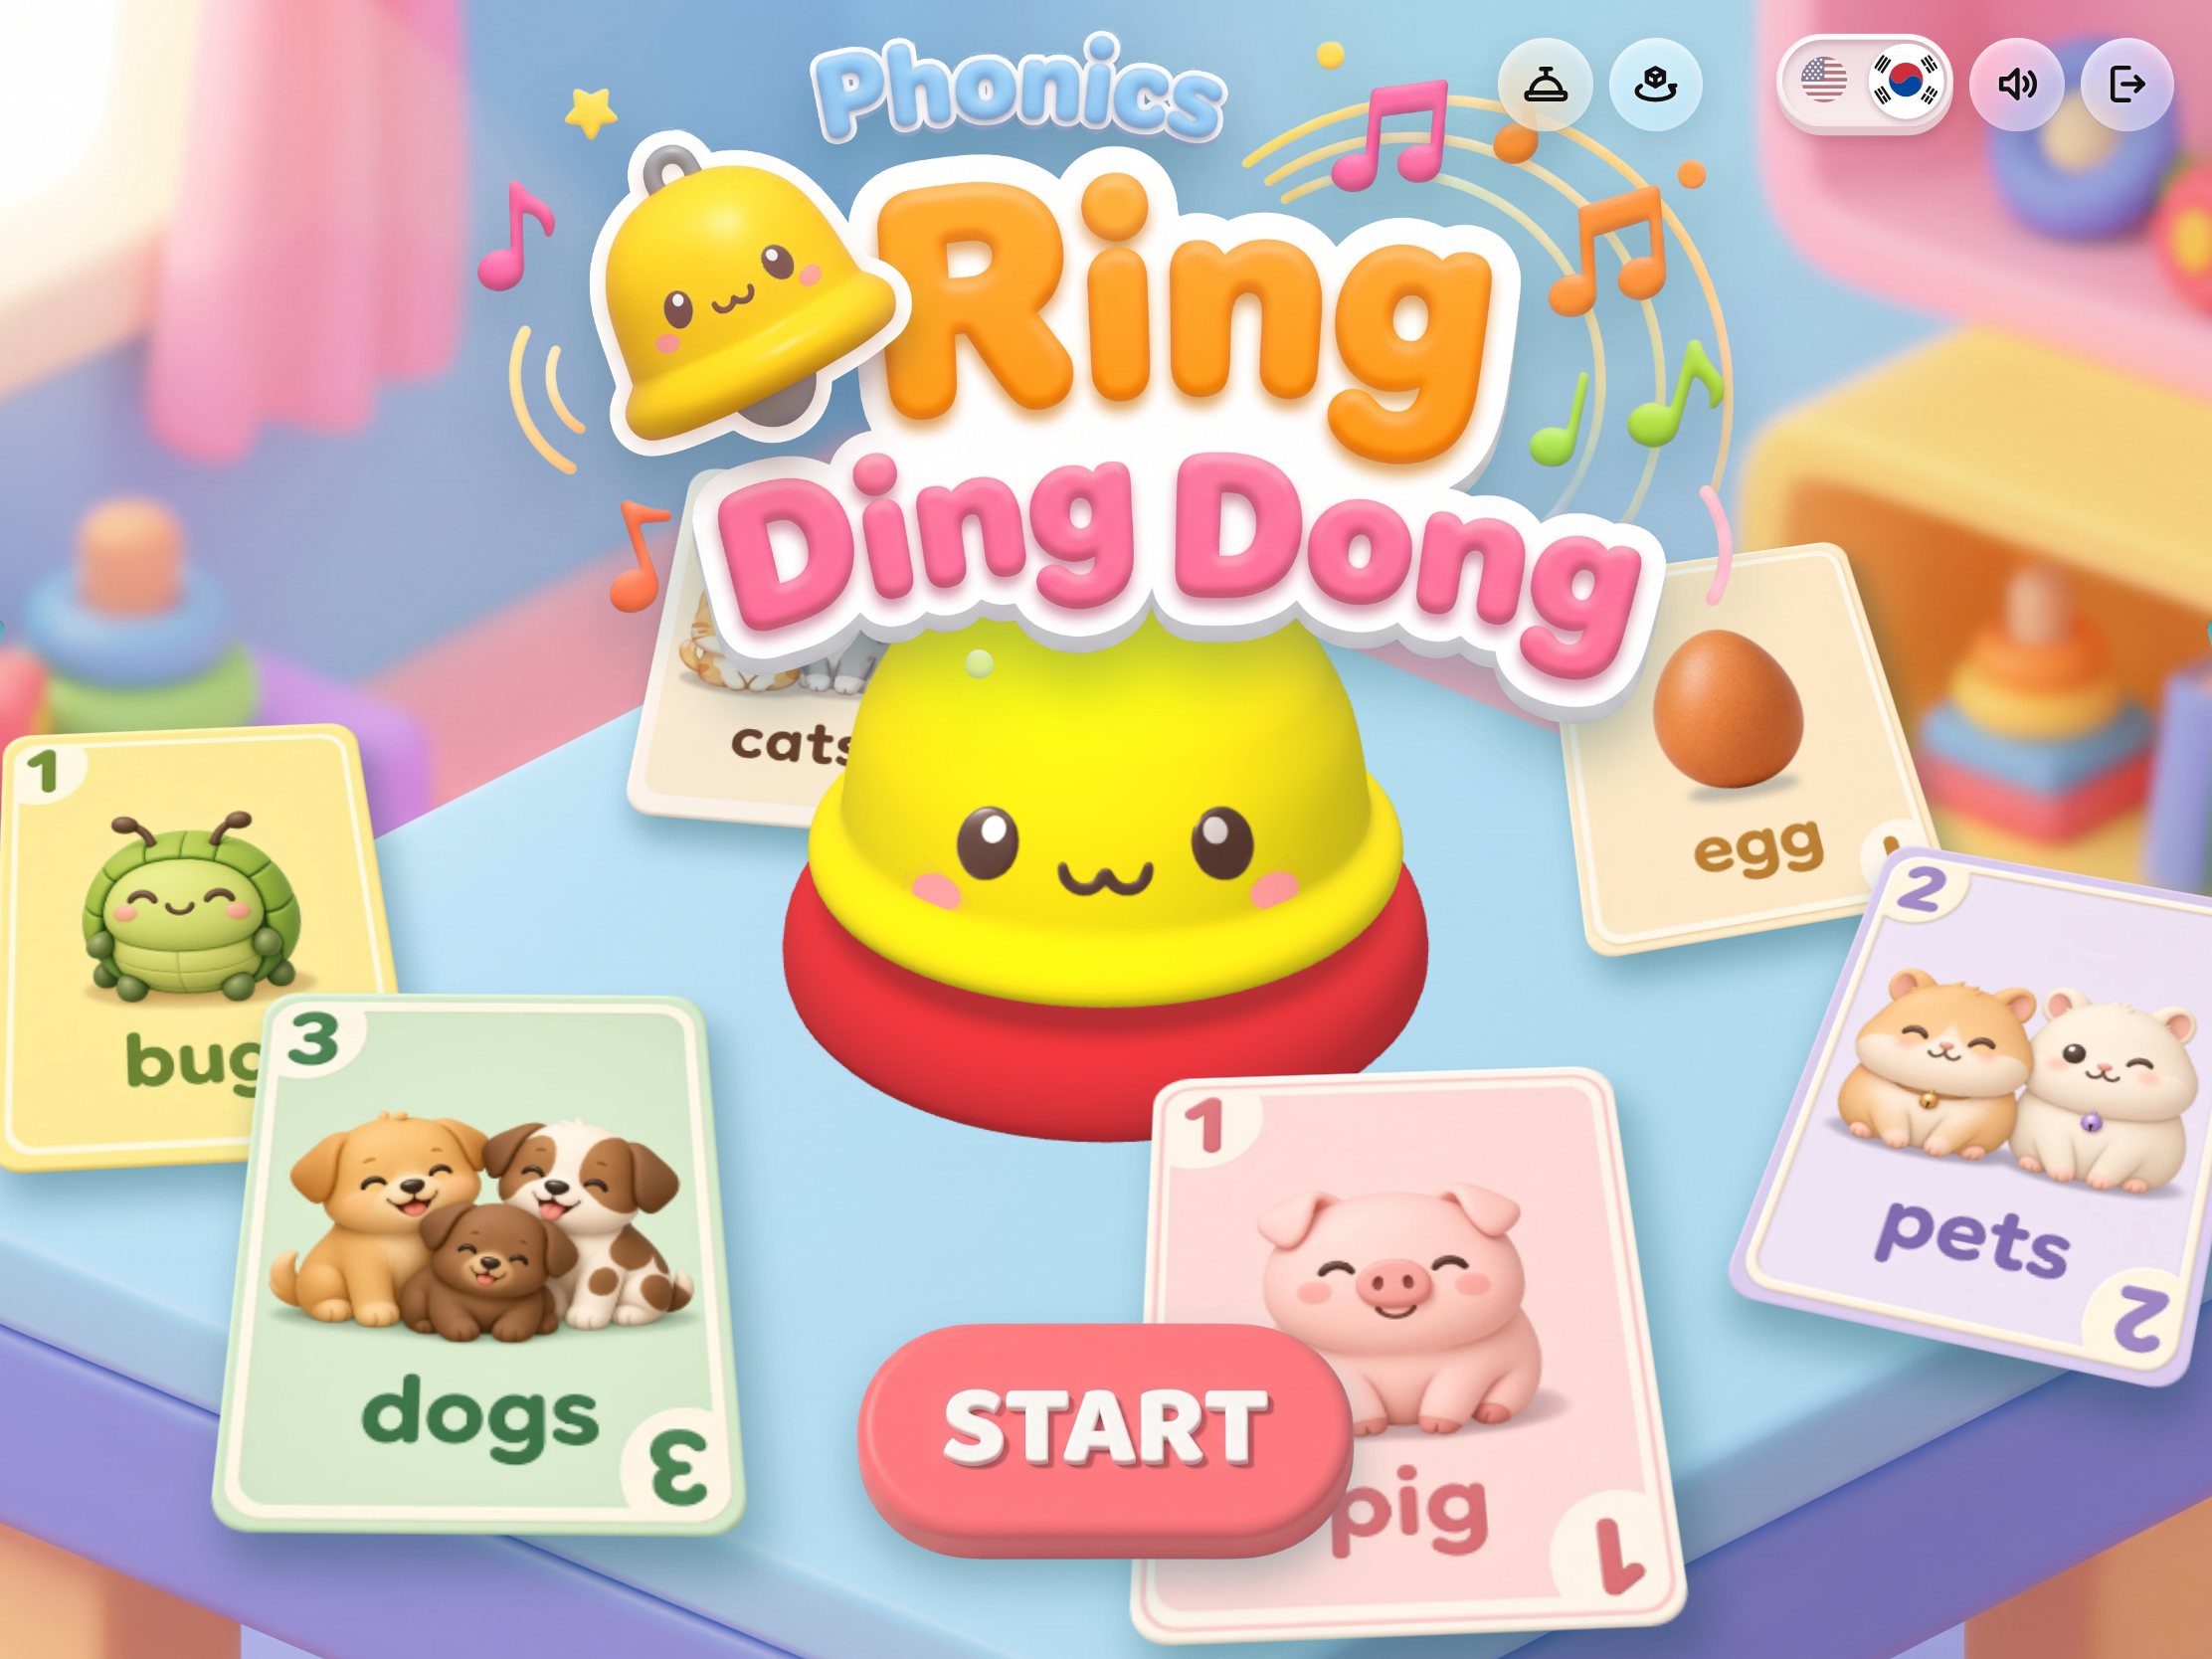 Phonics
Ring
Ding Dong
cats
egg
1
bug
2
pets
2
3
dogs
3
1
pig
1
START